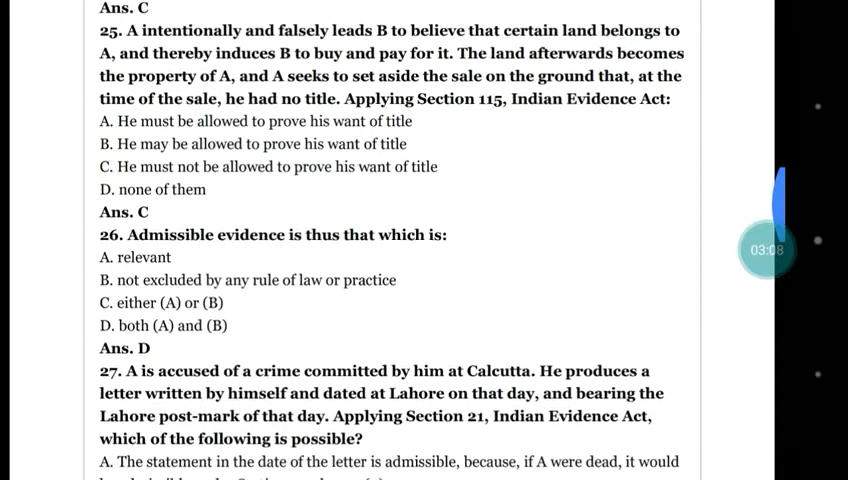 Ans. C
25. A intentionally and falsely leads B to believe that certain land belongs to
A, and thereby induces B to buy and pay for it. The land afterwards becomes
the property of A, and A seeks to set aside the sale on the ground that, at the
time of the sale, he had no title. Applying Section 115, Indian Evidence Act:
A. He must be allowed to prove his want of title
B. He may be allowed to prove his want of title
C. He must not be allowed to prove his want of title
D. none of them
Ans. C
26. Admissible evidence is thus that which is:
A. relevant
B. not excluded by any rule of law or practice
C. either (A) or (B)
D. both (A) and (B)
Ans. D
27. A is accused of a crime committed by him at Calcutta. He produces a
letter written by himself and dated at Lahore on that day, and bearing the
Lahore post-mark of that day. Applying Section 21, Indian Evidence Act,
which of the following is possible?
A. The statement in the date of the letter is admissible, because, if A were dead, it would
03:08